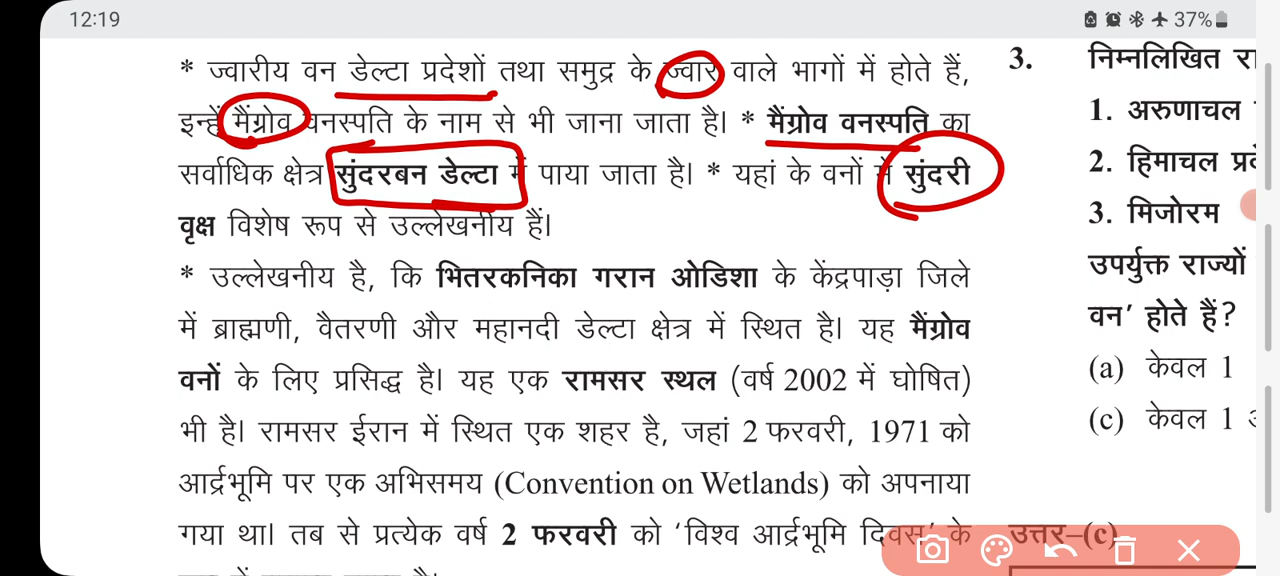 12:19
37%
* ज्वारीय वन डेल्टा प्रदेशों तथा समुद्र के ज्वार वाले भागों में होते हैं,
इन्हें मैंग्रोव वनस्पति के नाम से भी जाना जाता है। * मैंग्रोव वनस्पति का
सर्वाधिक क्षेत्र सुंदरबन डेल्टा में पाया जाता है। * यहां के वनों में सुंदरी
वृक्ष विशेष रूप से उल्लेखनीय हैं।
* उल्लेखनीय है, कि भितरकनिका गरान ओडिशा के केंद्रपाड़ा जिले
में ब्राह्मणी, वैतरणी और महानदी डेल्टा क्षेत्र में स्थित है। यह मैंग्रोव
वनों के लिए प्रसिद्ध है। यह एक रामसर स्थल (वर्ष 2002 में घोषित)
भी है। रामसर ईरान में स्थित एक शहर है, जहां 2 फरवरी, 1971 को
आर्द्रभूमि पर एक अभिसमय (Convention on Wetlands) को अपनाया
गया था। तब से प्रत्येक वर्ष 2 फरवरी को 'विश्व आर्द्रभूमि दिवस' के
3. निम्नलिखित
1. अरुणाचल
2. हिमाचल
3. मिजोरम
उपर्युक्त राज्यों
वन' होते हैं?
(a) केवल 1
(c) केवल 1
उत्तर–(c)